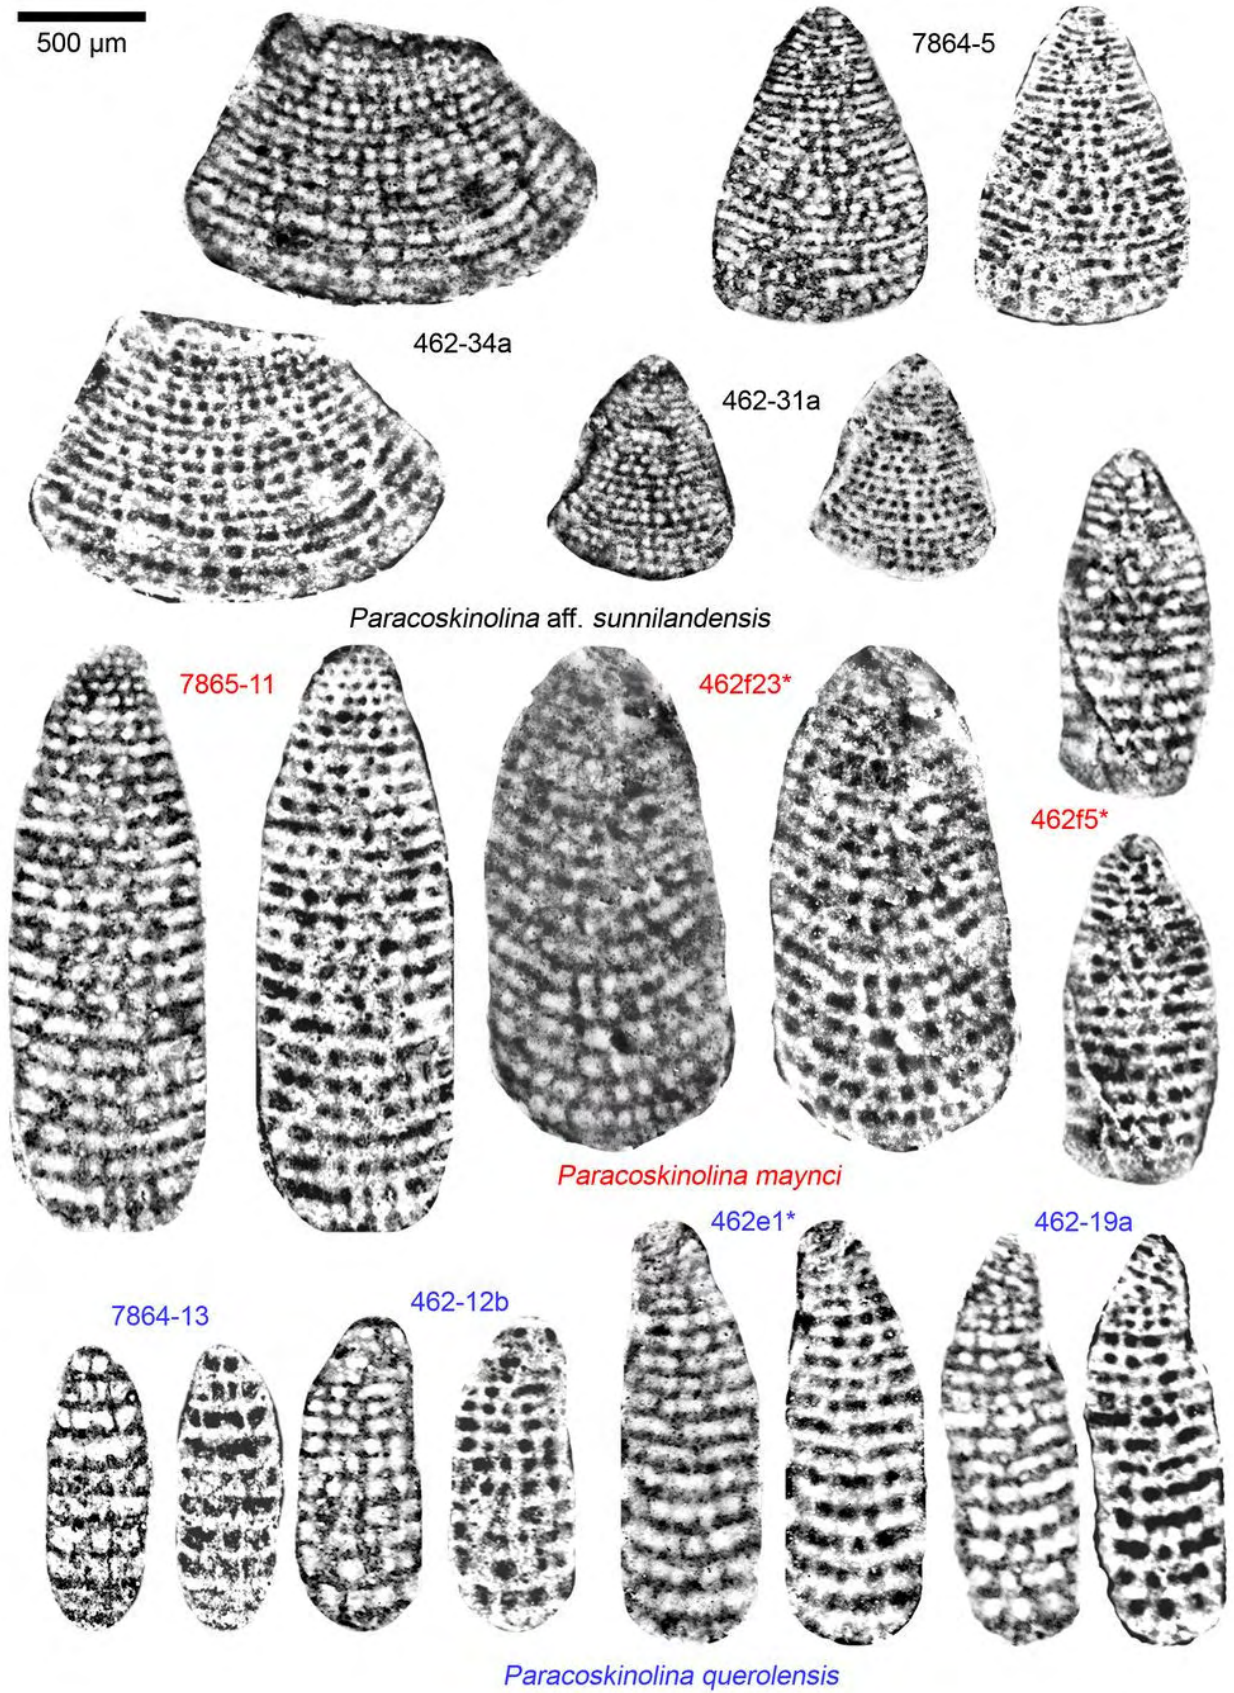 500 µm
7864-5
462-34a
462-31a
Paracoskinolina aff. sunnilandensis
7865-11
462f23*
462f5*
Paracoskinolina maynci
462e1*
462-19a
7864-13
462-12b
Paracoskinolina querolensis